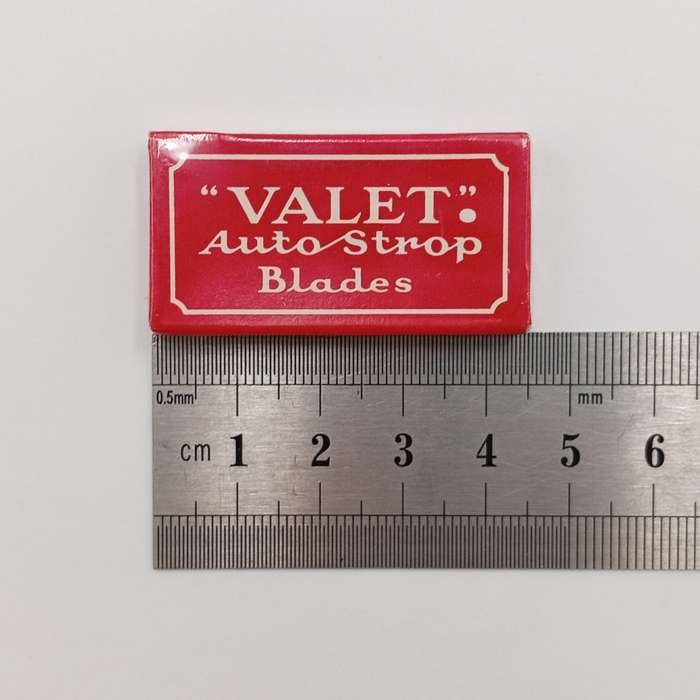 “VALET”.
Auto Strop
Blades
0.5mm mm
cm 1 2 3 4 5 6